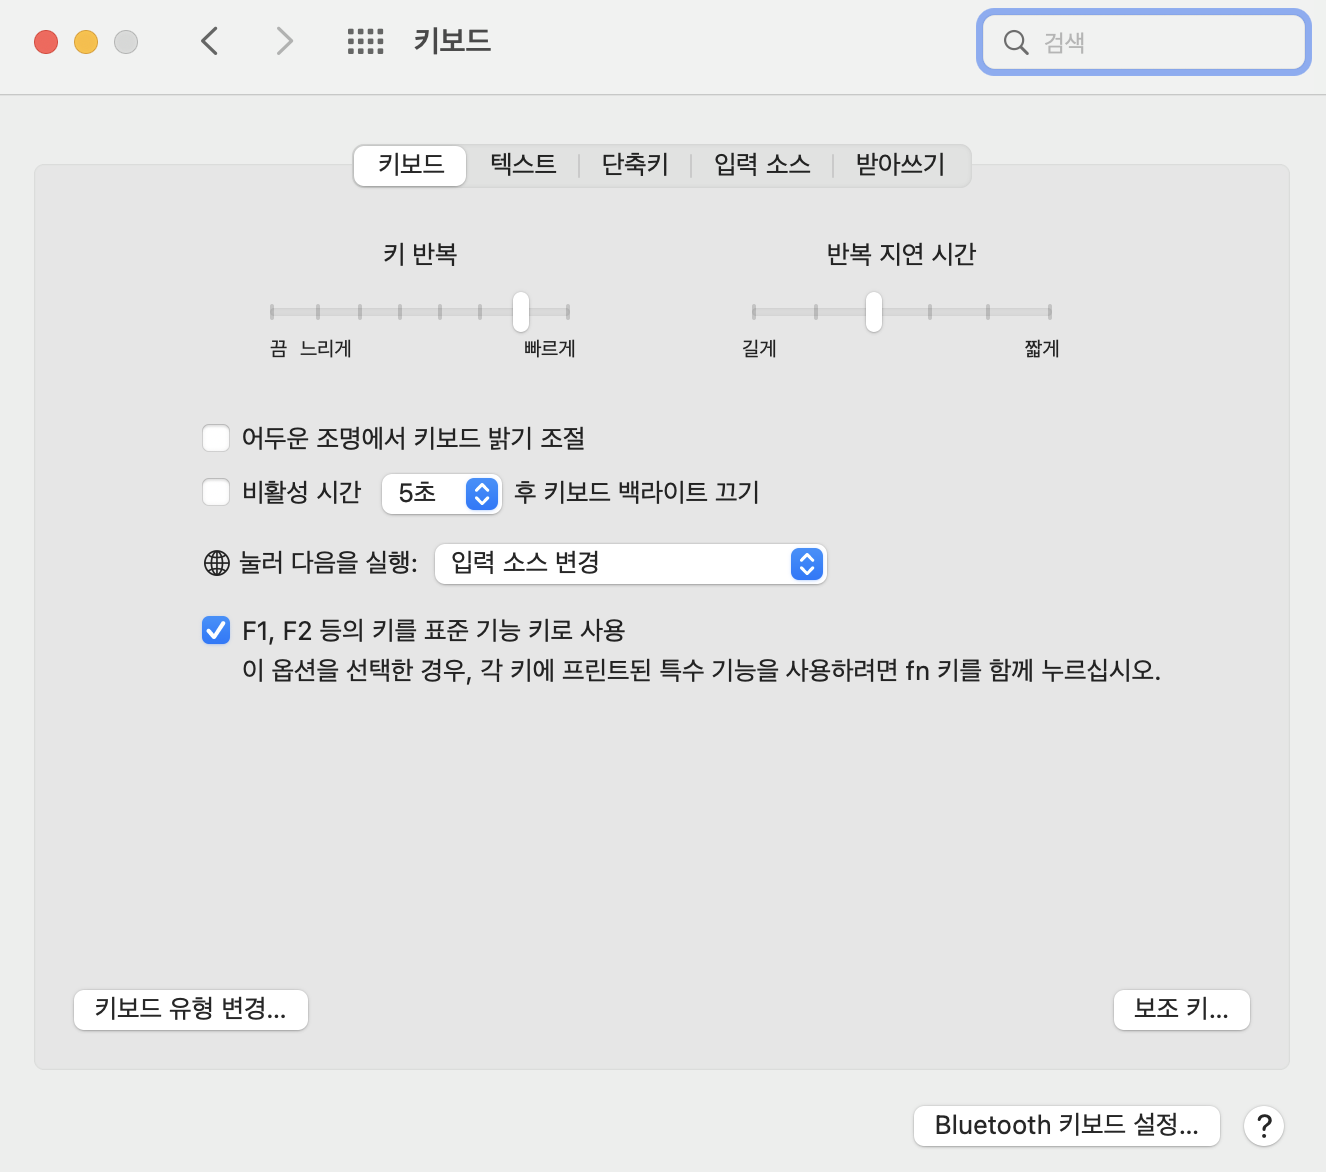 키보드
검색
키보드 텍스트 단축키 입력 소스 받아쓰기
키 반복 반복 지연 시간
끔 느리게 빠르게 길게 짧게
어두운 조명에서 키보드 밝기 조절
비활성 시간 5초 후 키보드 백라이트 끄기
눌러 다음을 실행: 입력 소스 변경
F1, F2 등의 키를 표준 기능 키로 사용
이 옵션을 선택한 경우, 각 키에 프린트된 특수 기능을 사용하려면 fn 키를 함께 누르십시오.
키보드 유형 변경... 보조 키...
Bluetooth 키보드 설정... ?